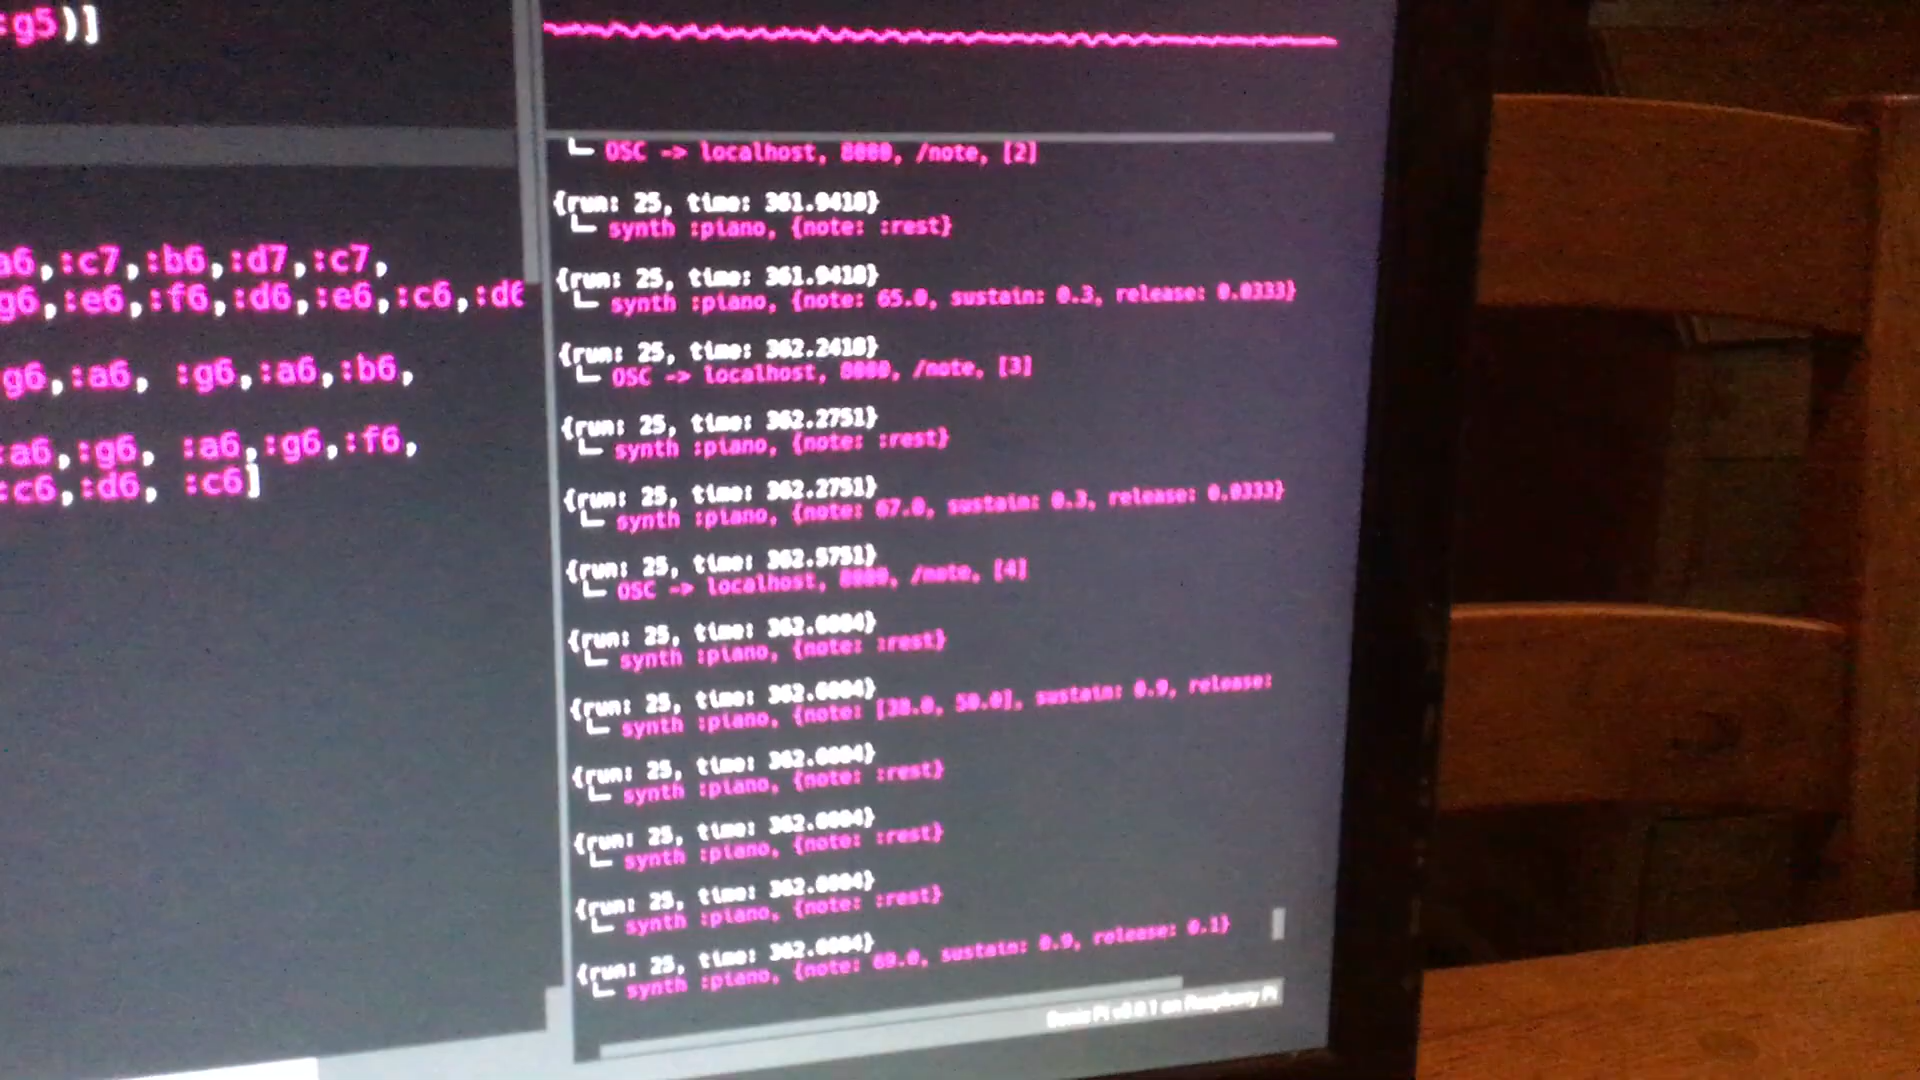 :g5)]
a6,:c7,:b6,:d7,:c7,
g6,:e6,:f6,:d6,:e6,:c6,:d6
g6,:a6, :g6,:a6,:b6,
:a6,:g6, :a6,:g6,:f6,
:c6,:d6, :c6]
OSC -> localhost, 8000, /note, [2]
{run: 25, time: 361.9418}
synth :piano, {note: :rest}
{run: 25, time: 361.9418}
synth :piano, {note: 65.0, sustain: 0.3, release: 0.0333}
{run: 25, time: 362.2418}
OSC -> localhost, 8000, /note, [3]
{run: 25, time: 362.2751}
synth :piano, {note: :rest}
{run: 25, time: 362.2751}
synth :piano, {note: 67.0, sustain: 0.3, release: 0.0333}
{run: 25, time: 362.5751}
OSC -> localhost, 8000, /note, [4]
{run: 25, time: 362.6084}
synth :piano, {note: :rest}
{run: 25, time: 362.6084}
synth :piano, {note: [38.0, 50.0], sustain: 0.9, release:
{run: 25, time: 362.6084}
synth :piano, {note: :rest}
{run: 25, time: 362.6084}
synth :piano, {note: :rest}
{run: 25, time: 362.6084}
synth :piano, {note: :rest}
{run: 25, time: 362.6084}
synth :piano, {note: 69.0, sustain: 0.9, release: 0.1}
Sonic Pi on Raspberry Pi